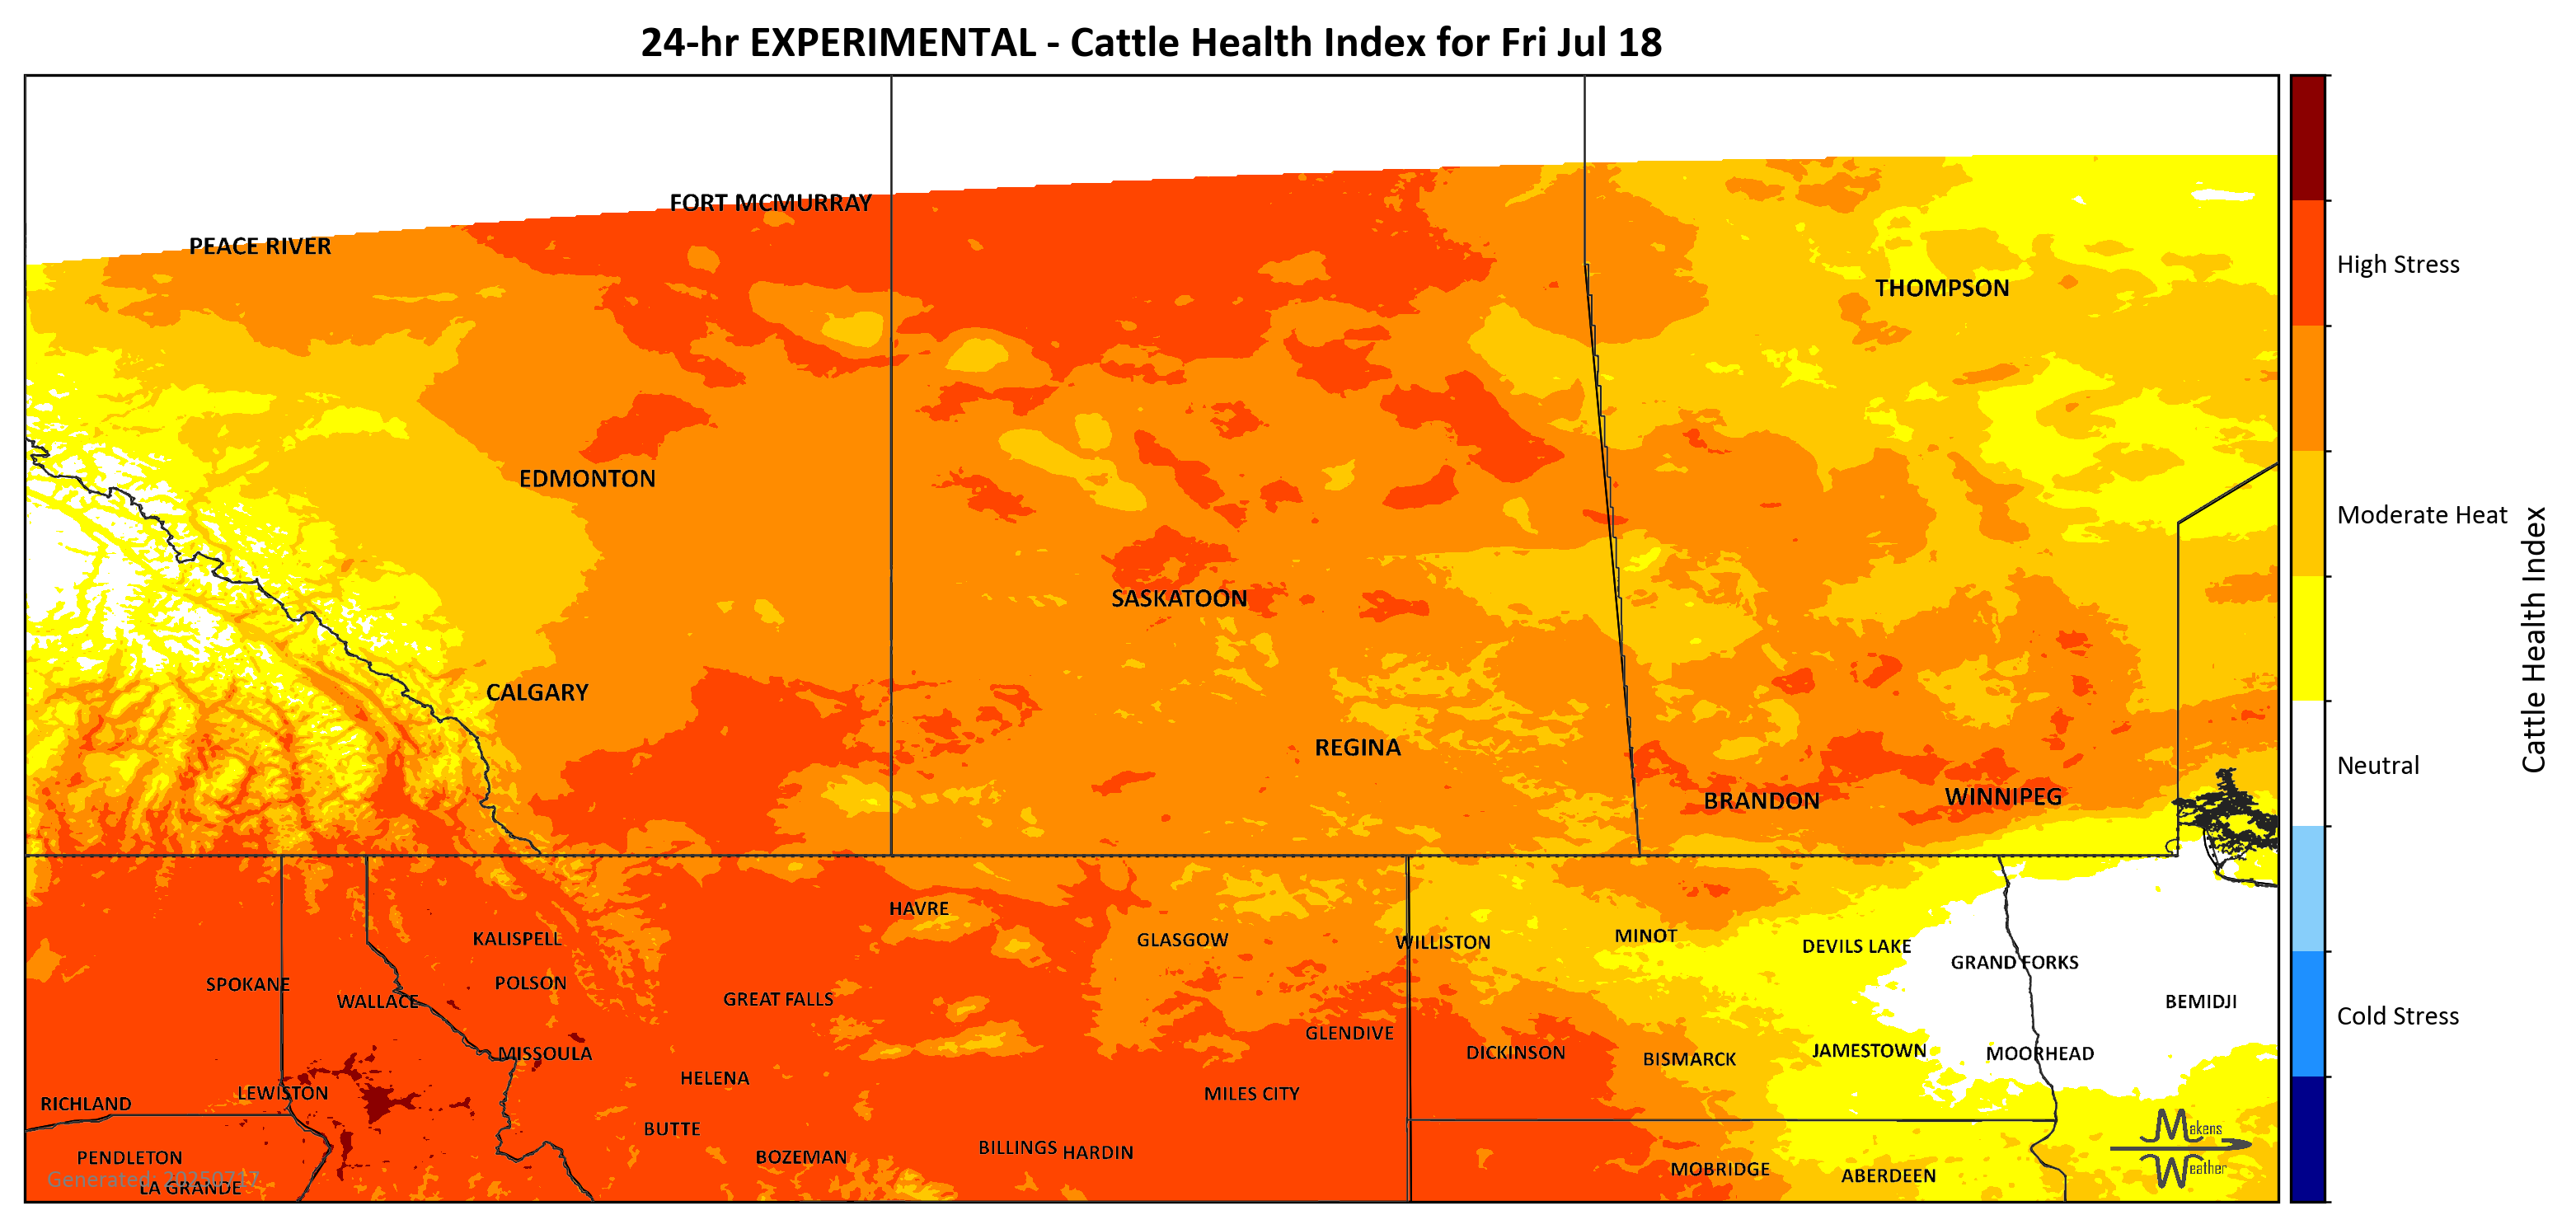 24-hr EXPERIMENTAL - Cattle Health Index for Fri Jul 18
FORT MCMURRAY
PEACE RIVER
THOMPSON
High Stress
EDMONTON
Moderate Heat
SASKATOON
Cattle Health Index
CALGARY
REGINA
Neutral
BRANDON
WINNIPEG
HAVRE
KALISPELL
GLASGOW
WILLISTON
MINOT
DEVILS LAKE
GRAND FORKS
SPOKANE
POLSON
WALLACE
GREAT FALLS
BEMIDJI
Cold Stress
GLENDIVE
MISSOULA
DICKINSON
BISMARCK
JAMESTOWN
MOORHEAD
HELENA
LEWISTON
MILES CITY
RICHLAND
BUTTE
Makens
Weather
PENDLETON
BOZEMAN
BILLINGS
HARDIN
MOBRIDGE
ABERDEEN
Generated: 20250717
LA GRANDE